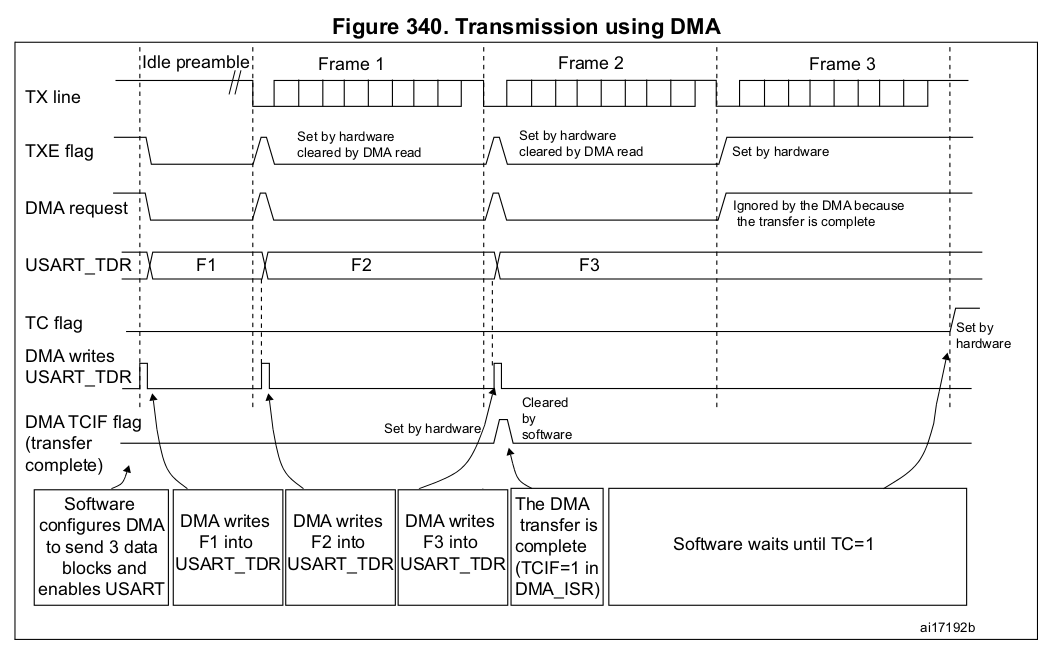 Figure 340. Transmission using DMA
Idle preamble
Frame 1
Frame 2
Frame 3
TX line
TXE flag
Set by hardware
cleared by DMA read
Set by hardware
cleared by DMA read
Set by hardware
DMA request
Ignored by the DMA because
the transfer is complete
USART_TDR
F1
F2
F3
TC flag
Set by
hardware
DMA writes
USART_TDR
DMA TCIF flag
(transfer
complete)
Set by hardware
Cleared
by
software
Software
configures DMA
to send 3 data
blocks and
enables USART
DMA writes
F1 into
USART_TDR
DMA writes
F2 into
USART_TDR
DMA writes
F3 into
USART_TDR
The DMA
transfer is
complete
(TCIF=1 in
DMA_ISR)
Software waits until TC=1
ai17192b